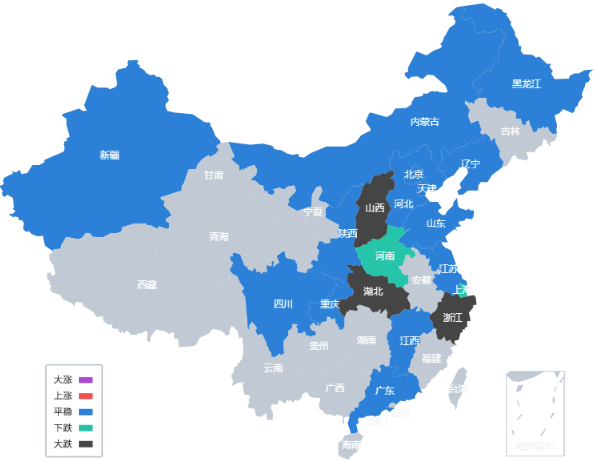 黑龙江
内蒙古
吉林
新疆
辽宁
甘肃
北京
天津
山西
河北
宁夏
山东
陕西
青海
河南
江苏
安徽
西藏
上海
湖北
四川
重庆
浙江
江西
湖南
贵州
福建
云南
广西
广东
台湾
海南
大涨
上涨
平稳
下跌
大跌